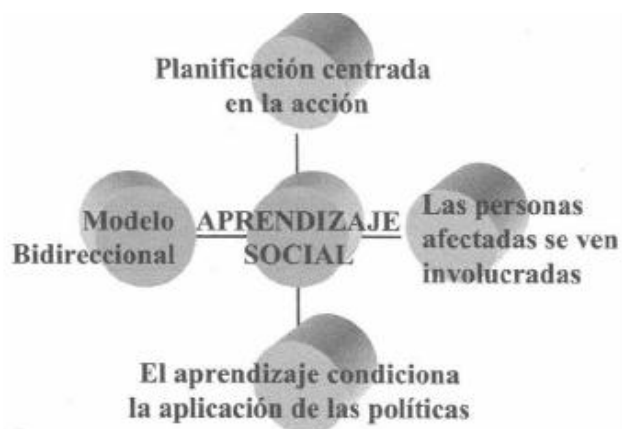 Planificación centrada
en la acción
Modelo
Bidireccional
APRENDIZAJE
SOCIAL
Las personas
afectadas se ven
involucradas
El aprendizaje condiciona
la aplicación de las políticas